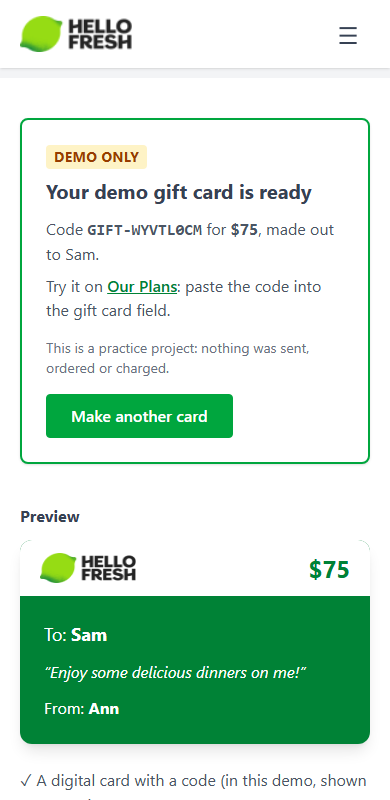 HELLO
FRESH
DEMO ONLY
Your demo gift card is ready
Code GIFT-WYVTL0CM for $75, made out
to Sam.
Try it on Our Plans: paste the code into
the gift card field.
This is a practice project: nothing was sent,
ordered or charged.
Make another card
Preview
HELLO
FRESH
$75
To: Sam
“Enjoy some delicious dinners on me!”
From: Ann
✓ A digital card with a code (in this demo, shown